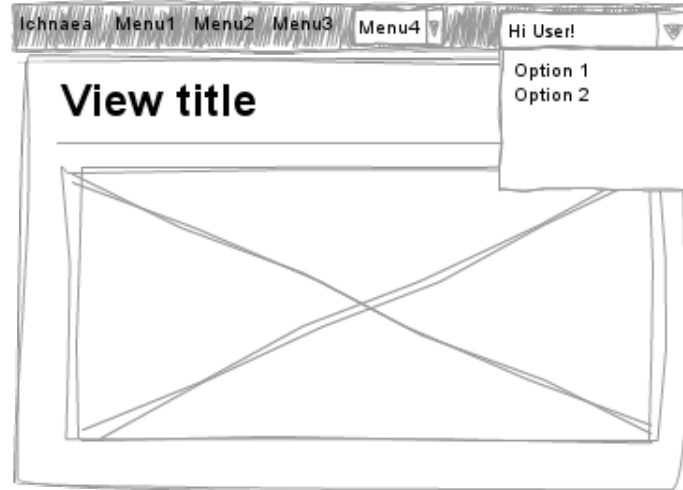 Ichnaea Menu1 Menu2 Menu3 Menu4 Hi User!
Option 1
Option 2
View title